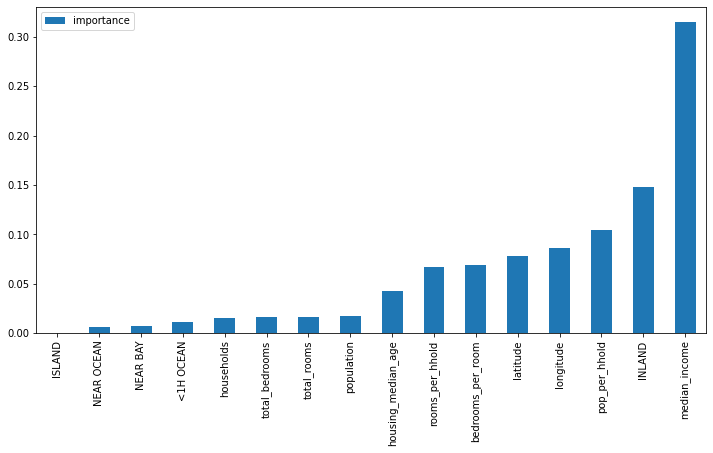 importance
0.30
0.25
0.20
0.15
0.10
0.05
0.00
ISLAND
NEAR OCEAN
NEAR BAY
<1H OCEAN
households
total_bedrooms
total_rooms
population
housing_median_age
rooms_per_hhold
bedrooms_per_room
latitude
longitude
pop_per_hhold
INLAND
median_income